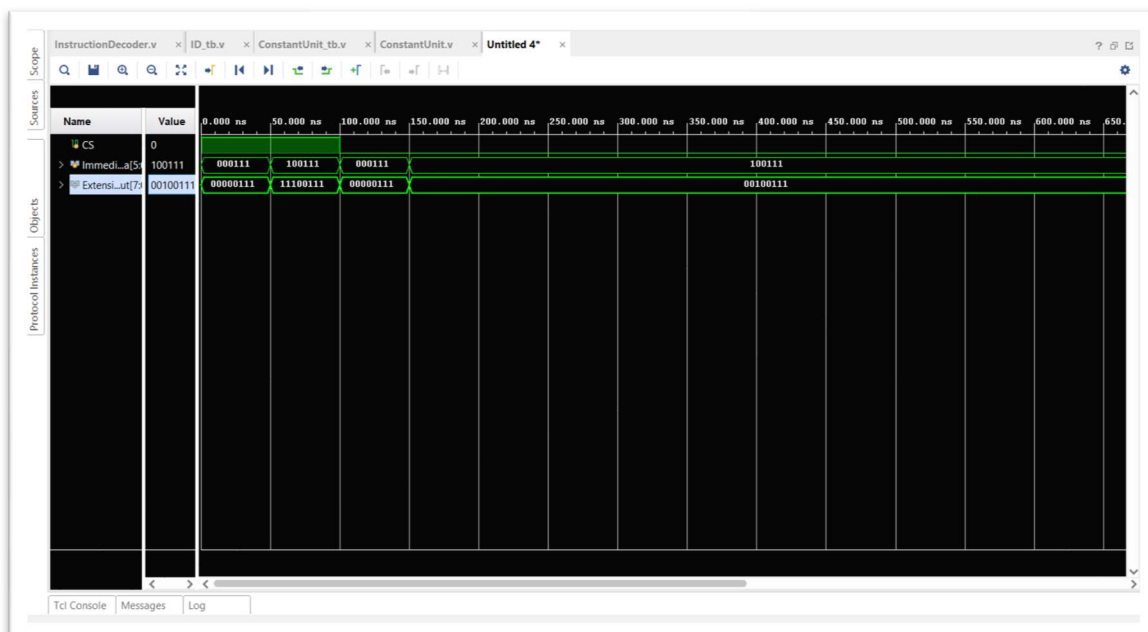 InstructionDecoder.v × ID_tb.v × ConstantUnit_tb.v × ConstantUnit.v × Untitled 4* ×
Scope
Sources
Objects
Protocol Instances
Name Value 0.000 ns 50.000 ns 100.000 ns 150.000 ns 200.000 ns 250.000 ns 300.000 ns 350.000 ns 400.000 ns 450.000 ns 500.000 ns 550.000 ns 600.000 ns 650.
CS 0
Immedi...a[5:0 100111 000111 100111 000111 100111
Extensi...ut[7:0 00100111 00000111 11100111 00000111 00100111
Tcl Console Messages Log